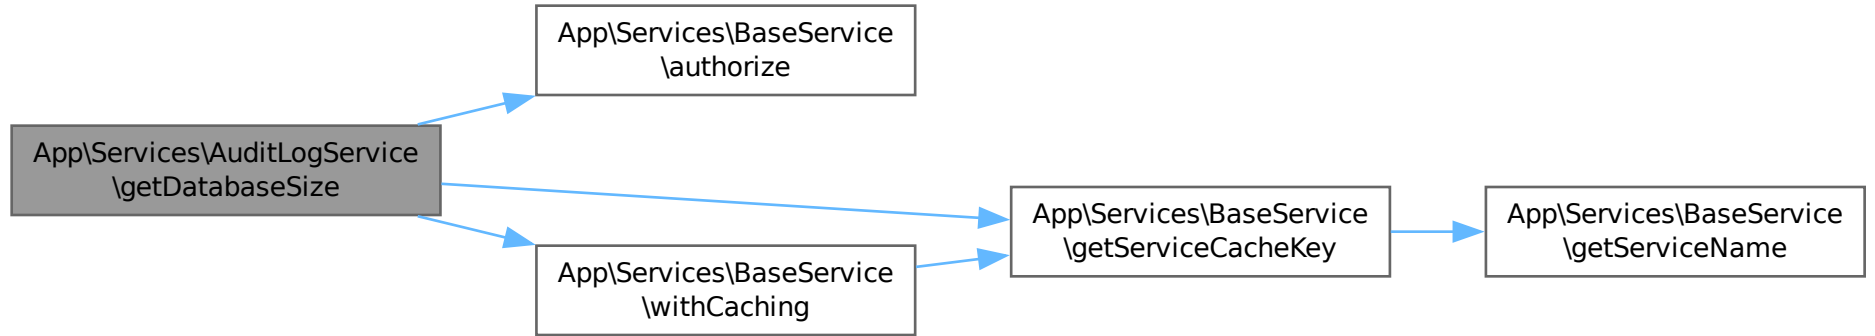 App\Services\BaseService
\authorize
App\Services\AuditLogService
\getDatabaseSize
App\Services\BaseService
\getServiceCacheKey
App\Services\BaseService
\getServiceName
App\Services\BaseService
\withCaching